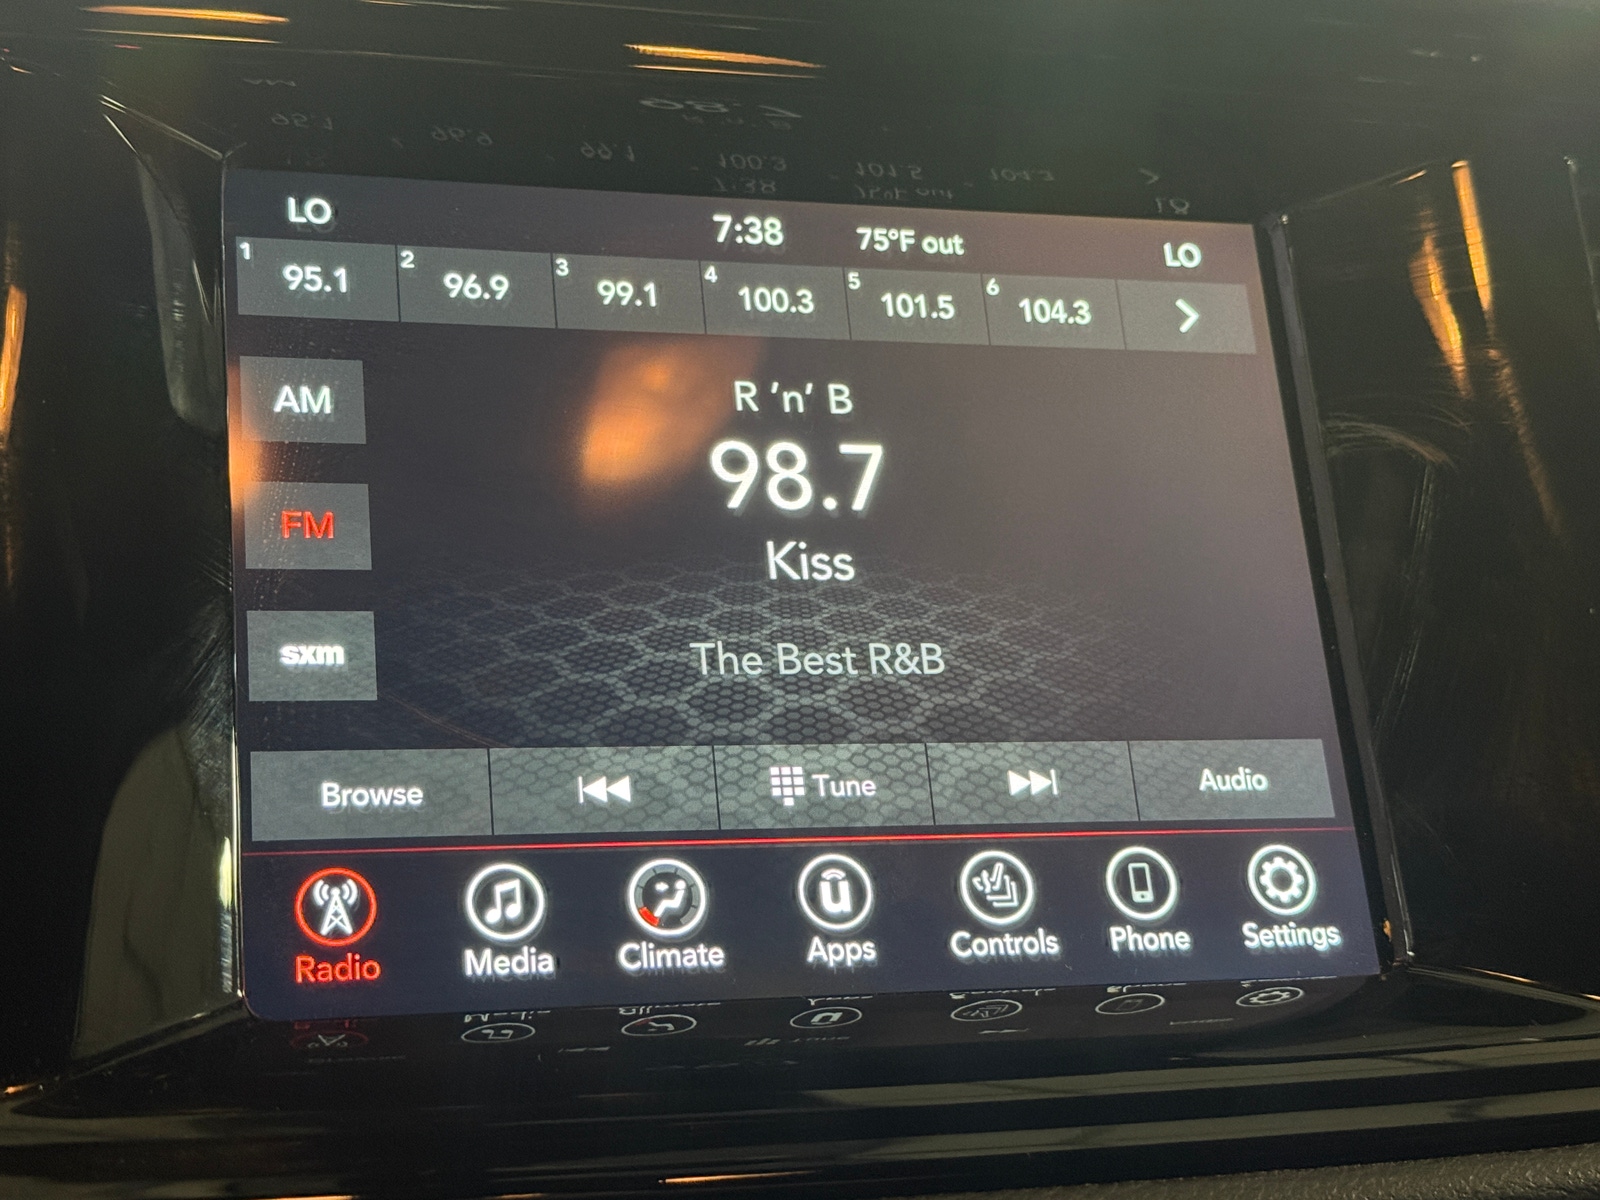 LO 7:38 75°F out LO
1 95.1 2 96.9 3 99.1 4 100.3 5 101.5 6 104.3
AM
R 'n' B
98.7
FM
Kiss
sxm
The Best R&B
Browse Tune Audio
Radio Media Climate Apps Controls Phone Settings